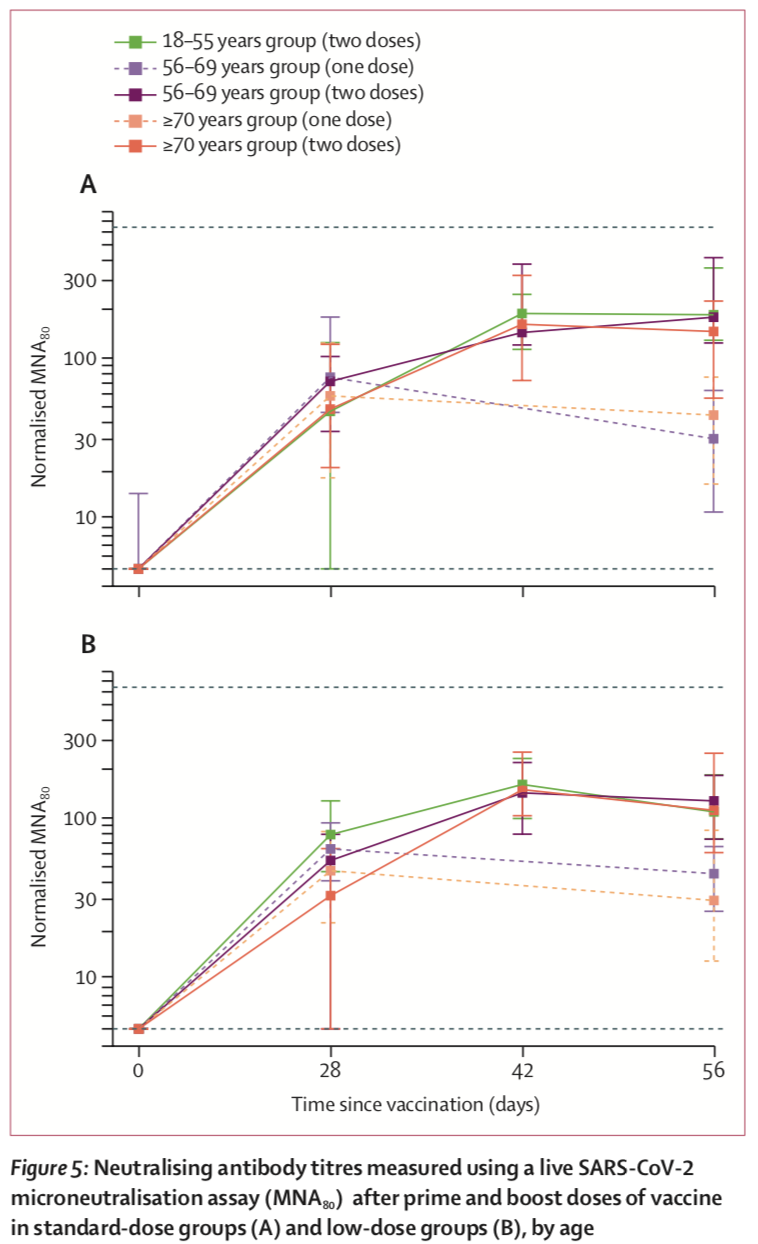 18–55 years group (two doses)
56–69 years group (one dose)
56–69 years group (two doses)
≥70 years group (one dose)
≥70 years group (two doses)
A
300
100
30
10
Normalised MNA₈₀
B
300
100
30
10
Normalised MNA₈₀
0 28 42 56
Time since vaccination (days)
Figure 5: Neutralising antibody titres measured using a live SARS-CoV-2
microneutralisation assay (MNA₈₀) after prime and boost doses of vaccine
in standard-dose groups (A) and low-dose groups (B), by age